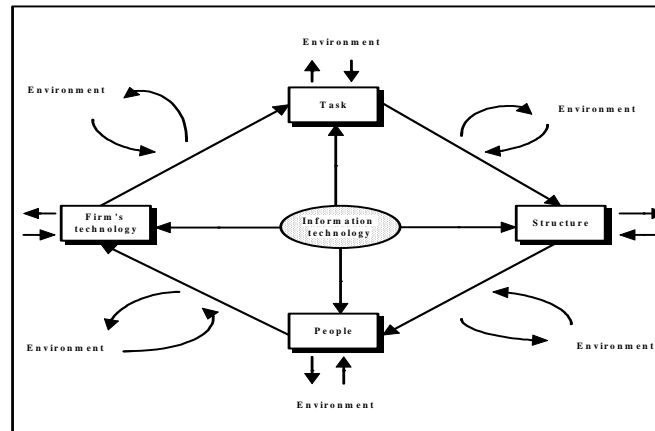 Environment
Environment
Task
Environment
Firm's
technology
Information
technology
Structure
People
Environment
Environment
Environment